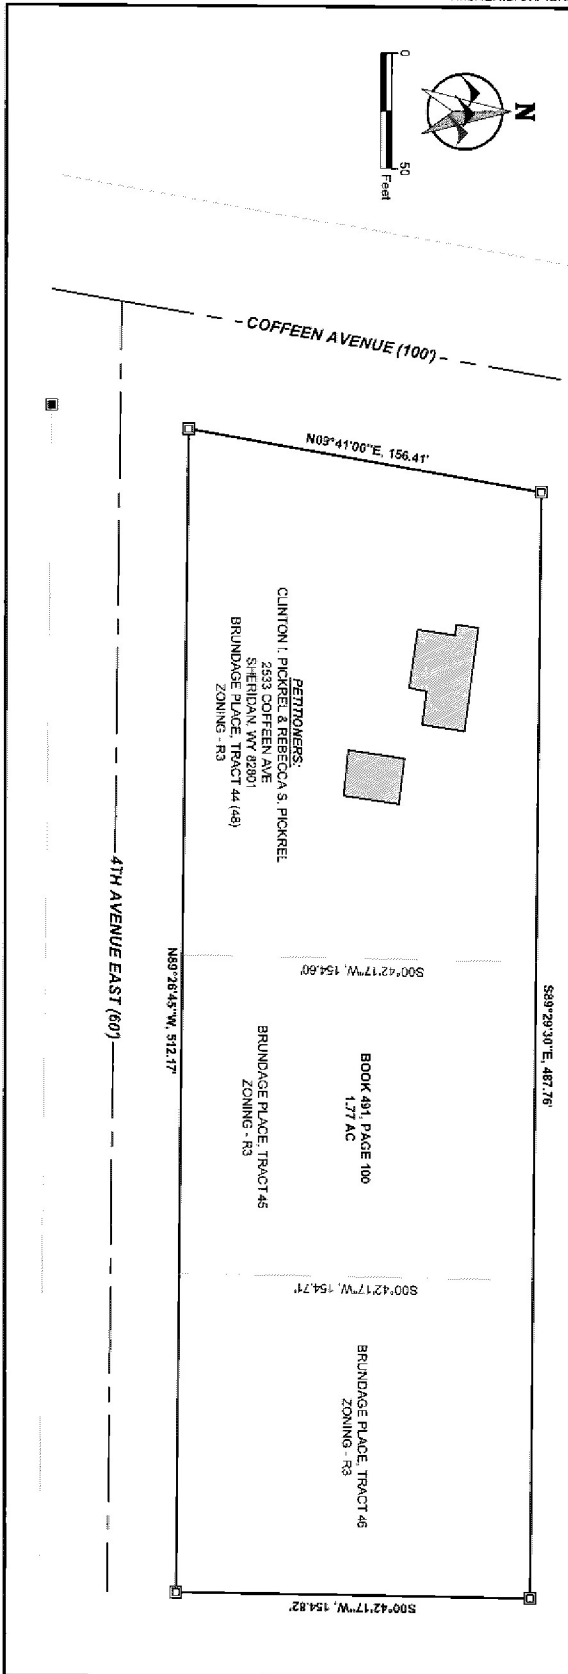 N
0
50
Feet
COFFEEN AVENUE (100')
N09°41'00"E, 156.41'
PETITIONERS:
CLINTON I. PICKREL & REBECCA S. PICKREL
2533 COFFEEN AVE
SHERIDAN, WY 82801
BRUNDAGE PLACE, TRACT 44 (48)
ZONING - R3
4TH AVENUE EAST (60')
N89°26'45"W, 512.17'
S00°42'17"W, 154.60'
S89°29'30"E, 487.76'
BOOK 491, PAGE 100
1.77 AC
BRUNDAGE PLACE, TRACT 45
ZONING - R3
S00°42'17"W, 154.71'
BRUNDAGE PLACE, TRACT 46
ZONING - R3
S00°42'17"W, 154.82'